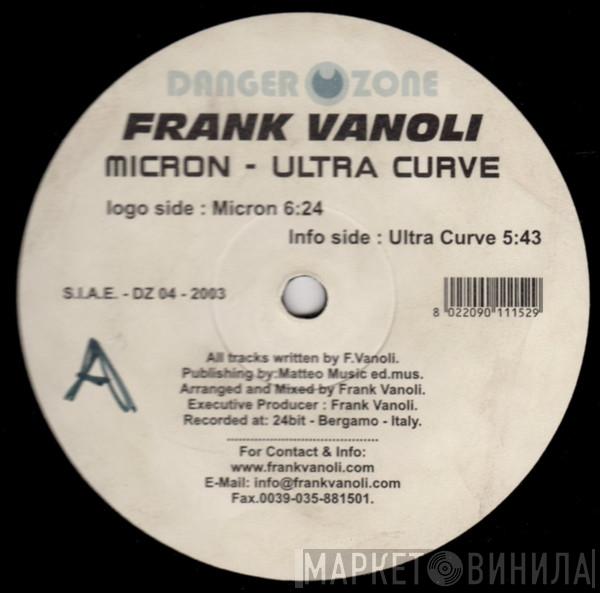 DANGER ZONE
FRANK VANOLI
MICRON - ULTRA CURVE
logo side : Micron 6:24
Info side : Ultra Curve 5:43
S.I.A.E. - DZ 04 - 2003
8 022090 111529
A
All tracks written by F.Vanoli.
Publishing by:Matteo Music ed.mus.
Arranged and Mixed by Frank Vanoli.
Executive Producer : Frank Vanoli.
Recorded at: 24bit - Bergamo - Italy.
For Contact & Info:
www.frankvanoli.com
E-Mail: info@frankvanoli.com
Fax.0039-035-881501.
МАРКЕТ ВИНИЛА